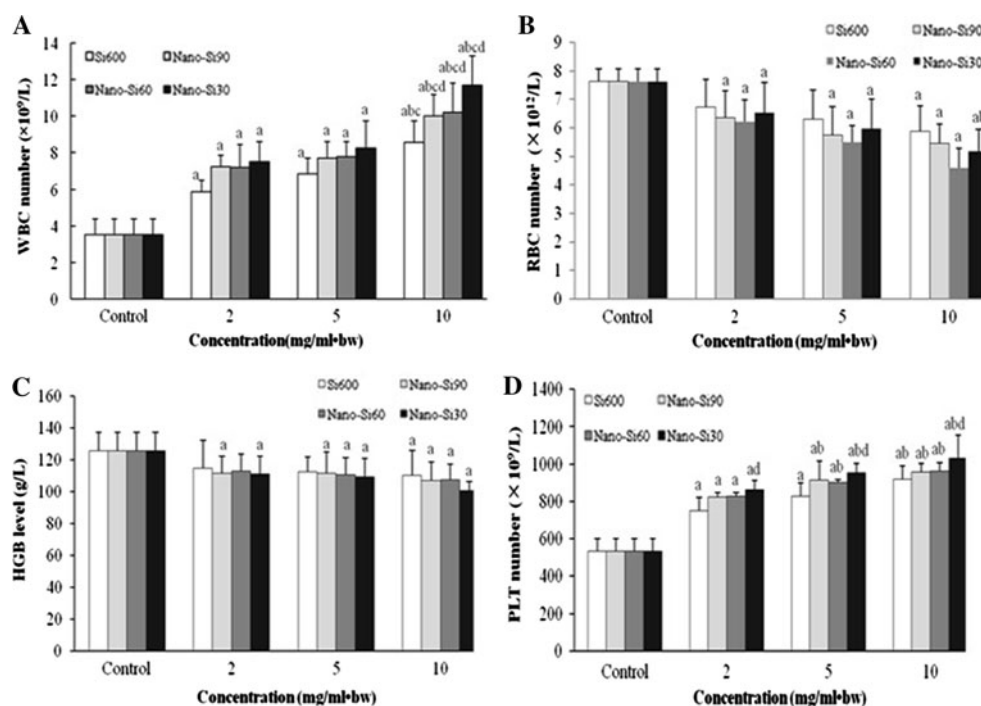 A
WBC number (×10⁹/L)
14
12
10
8
6
4
2
0
Si600 Nano-Si90
Nano-Si60 Nano-Si30
a a a a
a a a a
abc abcd abcd abcd
Control 2 5 10
Concentration(mg/ml•bw)
B
RBC number (× 10¹²/L)
9
8
7
6
5
4
3
2
1
0
Si600 Nano-Si90
Nano-Si60 Nano-Si30
a a a
a a a
a a a ab
Control 2 5 10
Concentration (mg/ml•bw)
C
HGB level (g/L)
160
140
120
100
80
60
40
20
0
Si600 Nano-Si90
Nano-Si60 Nano-Si30
a a
a a a
a a a a
Control 2 5 10
Concentration (mg/ml•bw)
D
PLT number (× 10⁹/L)
1400
1200
1000
800
600
400
200
0
Si600 Nano-Si90
Nano-Si60 Nano-Si30
a a a ad
a ab ab abd
ab ab ab abd
Control 2 5 10
Concentration (mg/ml•bw)